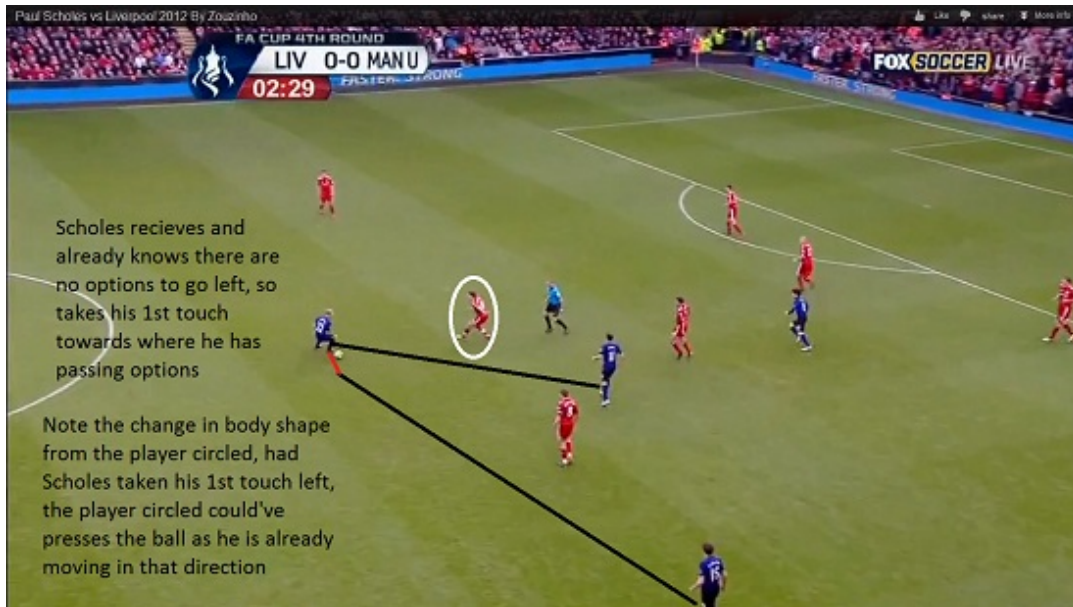 Paul Scholes vs Liverpool 2012 By Zouzinho
Like share More info
FA CUP 4TH ROUND
LIV 0-0 MAN U
02:29
FASTER. STRONG
FOX SOCCER LIVE
Scholes recieves and
already knows there are
no options to go left, so
takes his 1st touch
towards where he has
passing options
Note the change in body shape
from the player circled, had
Scholes taken his 1st touch left,
the player circled could've
presses the ball as he is already
moving in that direction
15